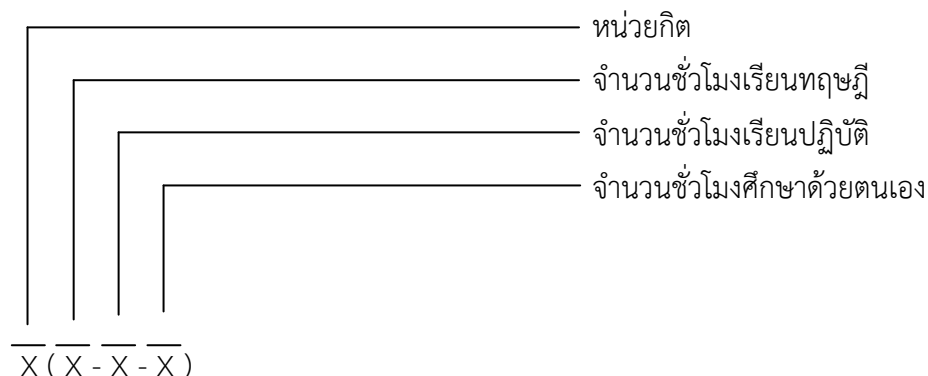 หน่วยกิต
จำนวนชั่วโมงเรียนทฤษฎี
จำนวนชั่วโมงเรียนปฏิบัติ
จำนวนชั่วโมงศึกษาด้วยตนเอง
X ( X - X - X )